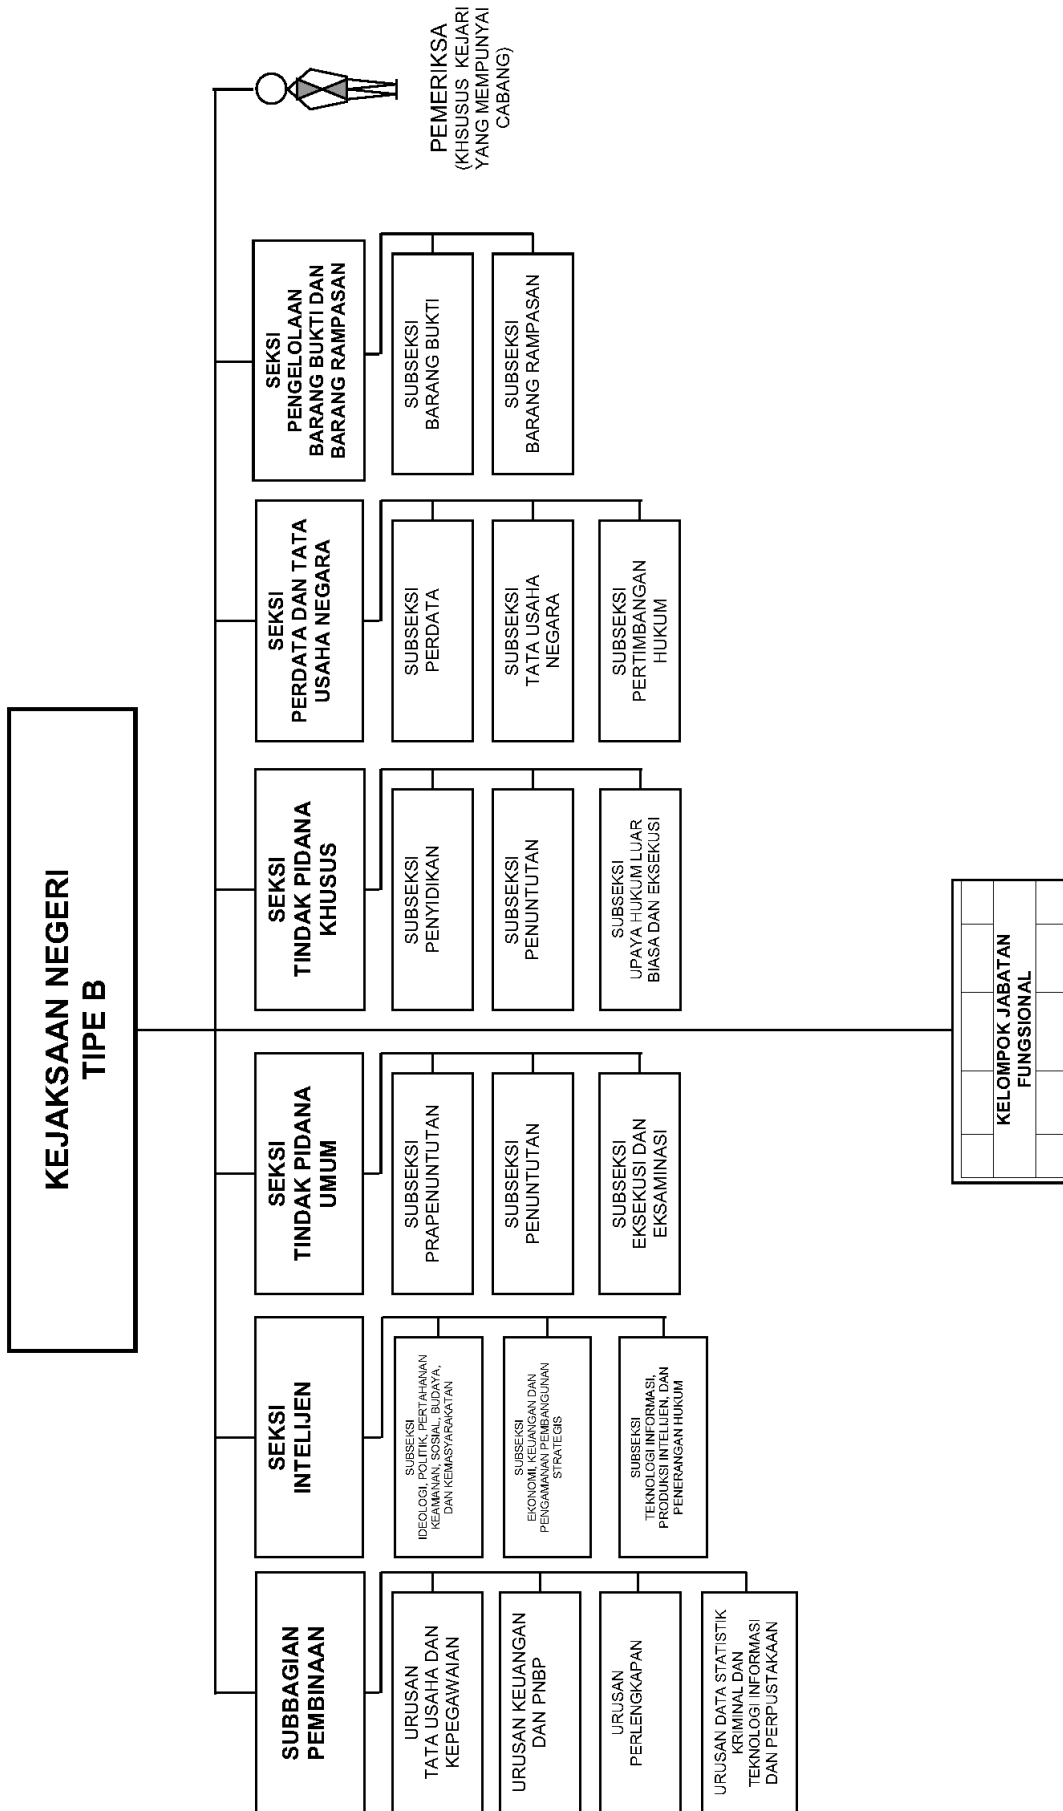 KEJAKSAAN NEGERI
TIPE B
SUBBAGIAN
PEMBINAAN
URUSAN
TATA USAHA DAN
KEPEGAWAIAN
URUSAN KEUANGAN
DAN PNBP
URUSAN
PERLENGKAPAN
URUSAN DATA STATISTIK
KRIMINAL DAN
TEKNOLOGI INFORMASI
DAN PERPUSTAKAAN
SEKSI
INTELIJEN
SUBSEKSI
IDEOLOGI, POLITIK, PERTAHANAN
KEAMANAN, SOSIAL, BUDAYA,
DAN KEMASYARAKATAN
SUBSEKSI
EKONOMI, KEUANGAN DAN
PENGAMANAN PEMBANGUNAN
STRATEGIS
SUBSEKSI
TEKNOLOGI INFORMASI,
PRODUKSI INTELIJEN, DAN
PENERANGAN HUKUM
SEKSI
TINDAK PIDANA
UMUM
SUBSEKSI
PRAPENUNTUTAN
SUBSEKSI
PENUNTUTAN
SUBSEKSI
EKSEKUSI DAN
EKSAMINASI
SEKSI
TINDAK PIDANA
KHUSUS
SUBSEKSI
PENYIDIKAN
SUBSEKSI
PENUNTUTAN
SUBSEKSI
UPAYA HUKUM LUAR
BIASA DAN EKSEKUSI
SEKSI
PERDATA DAN TATA
USAHA NEGARA
SUBSEKSI
PERDATA
SUBSEKSI
TATA USAHA
NEGARA
SUBSEKSI
PERTIMBANGAN
HUKUM
SEKSI
PENGELOLAAN
BARANG BUKTI DAN
BARANG RAMPASAN
SUBSEKSI
BARANG BUKTI
SUBSEKSI
BARANG RAMPASAN
PEMERIKSA
(KHSUSUS KEJARI
YANG MEMPUNYAI
CABANG)
KELOMPOK JABATAN
FUNGSIONAL